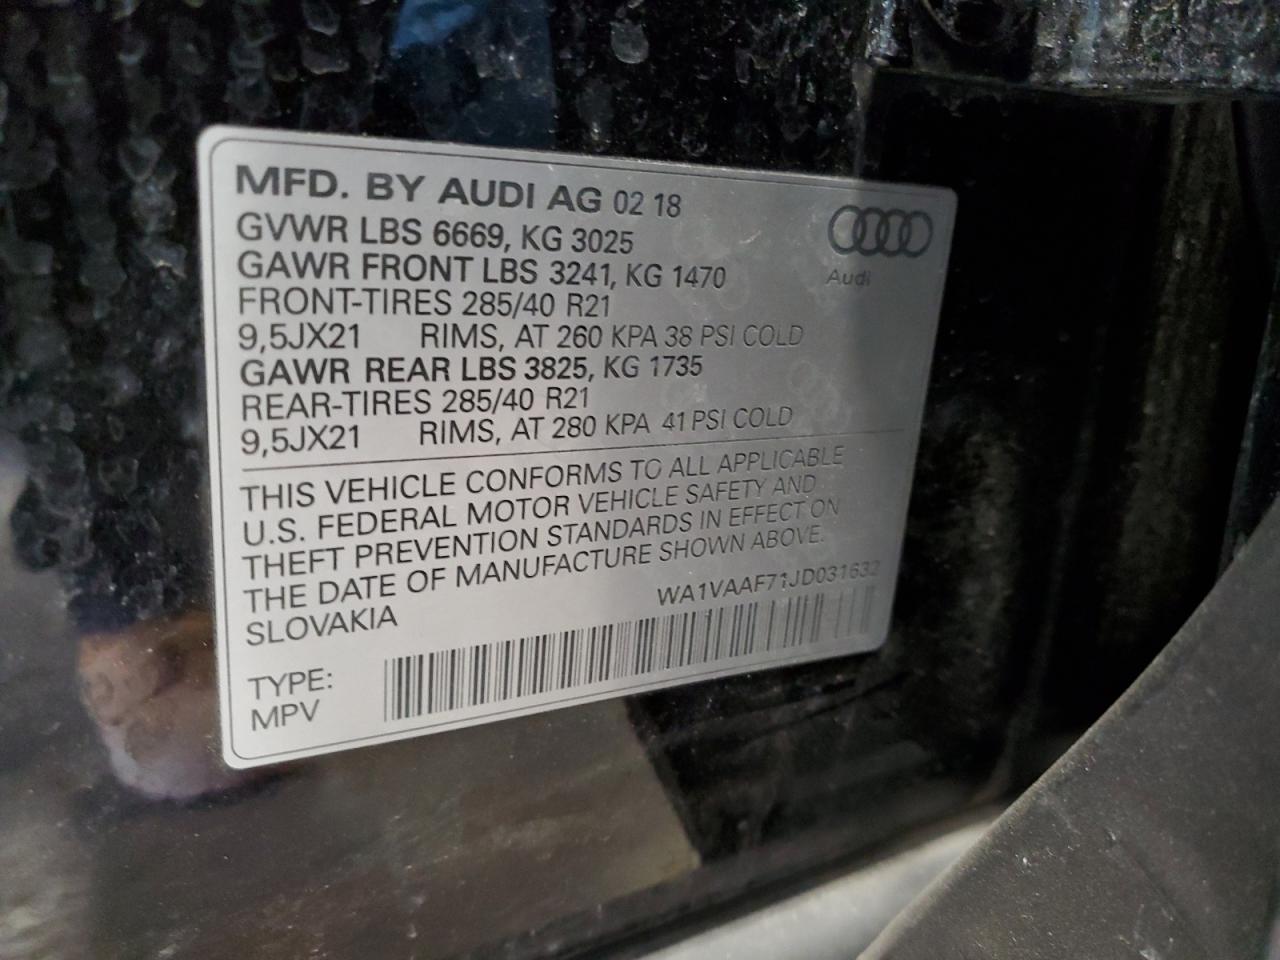 MFD. BY AUDI AG 02 18
GVWR LBS 6669, KG 3025
GAWR FRONT LBS 3241, KG 1470
FRONT-TIRES 285/40 R21
9,5JX21 RIMS, AT 260 KPA 38 PSI COLD
GAWR REAR LBS 3825, KG 1735
REAR-TIRES 285/40 R21
9,5JX21 RIMS, AT 280 KPA 41 PSI COLD
Audi
THIS VEHICLE CONFORMS TO ALL APPLICABLE
U.S. FEDERAL MOTOR VEHICLE SAFETY AND
THEFT PREVENTION STANDARDS IN EFFECT ON
THE DATE OF MANUFACTURE SHOWN ABOVE.
SLOVAKIA WA1VAAF71JD031632
TYPE:
MPV